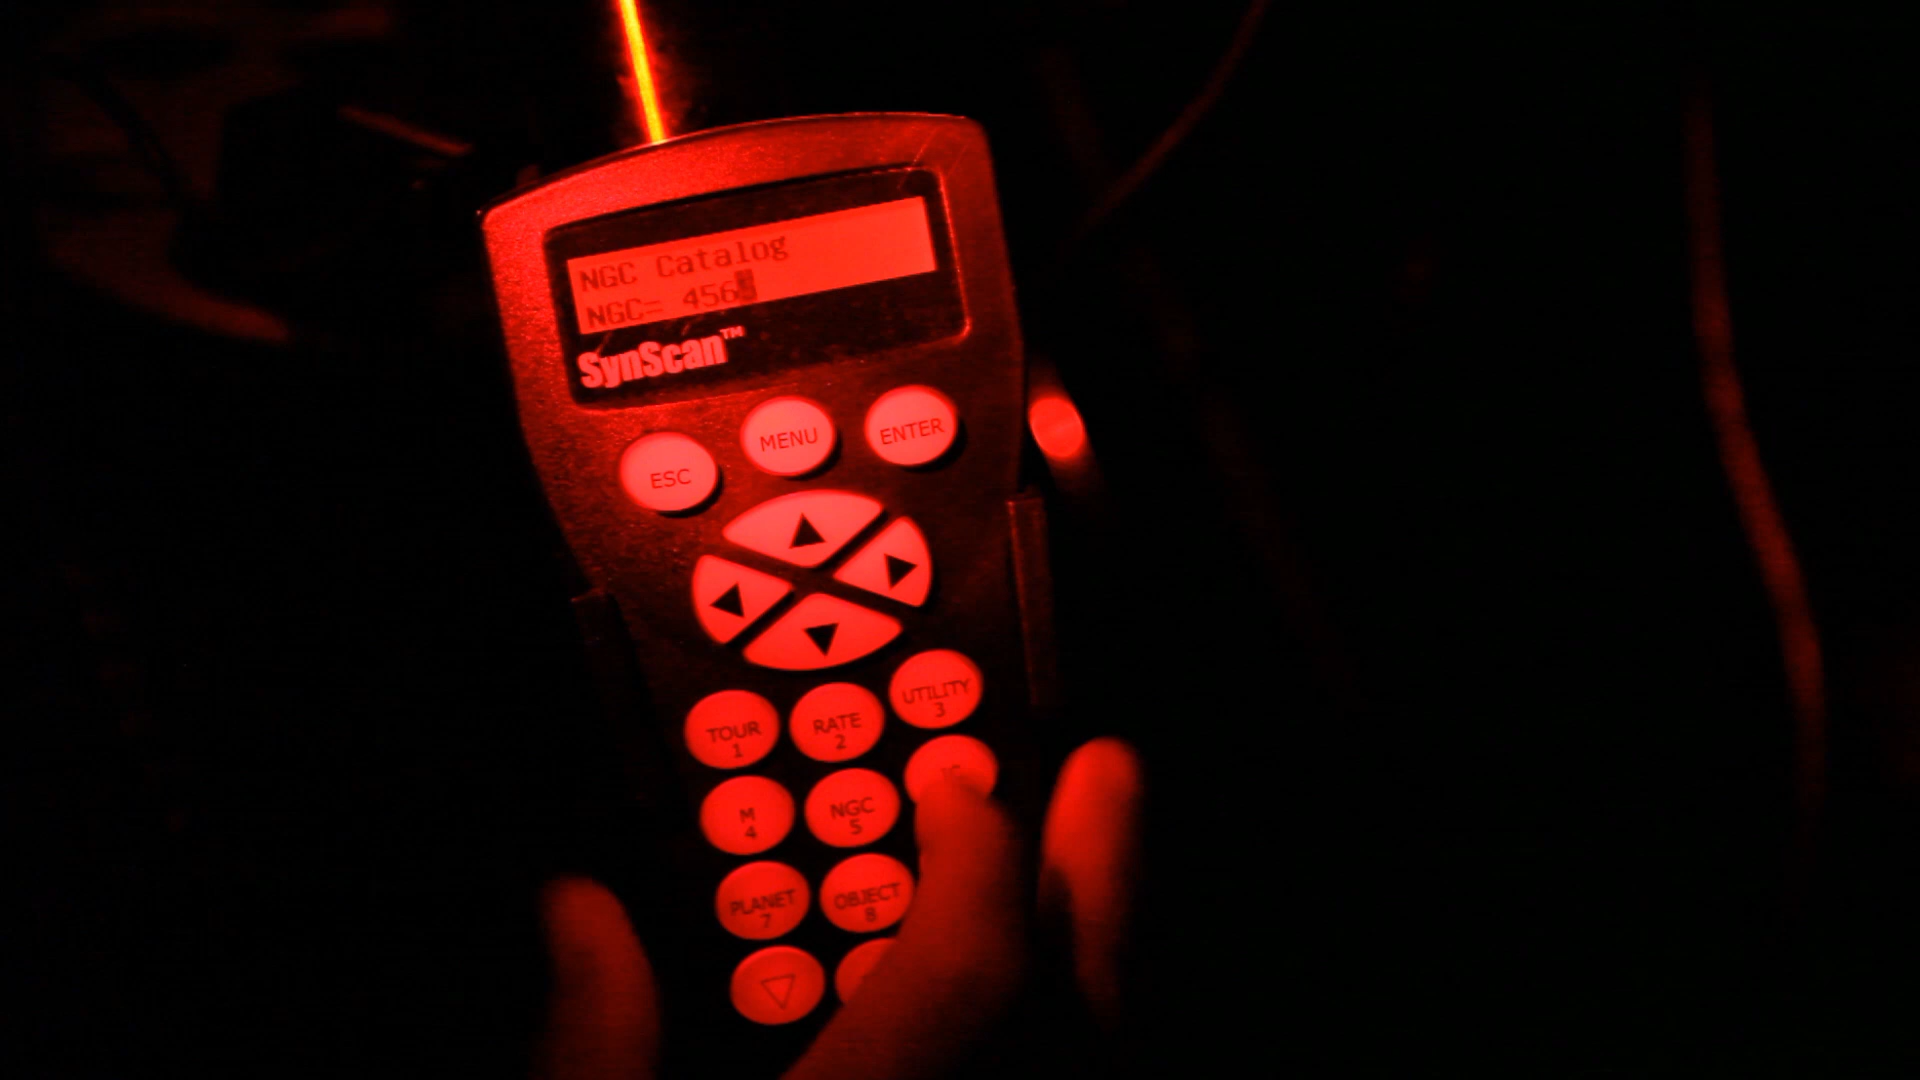 NGC Catalog
NGC= 456
SynScan™
ESC MENU ENTER
TOUR 1
RATE 2
UTILITY 3
M 4
NGC 5
PLANET 7
OBJECT 8